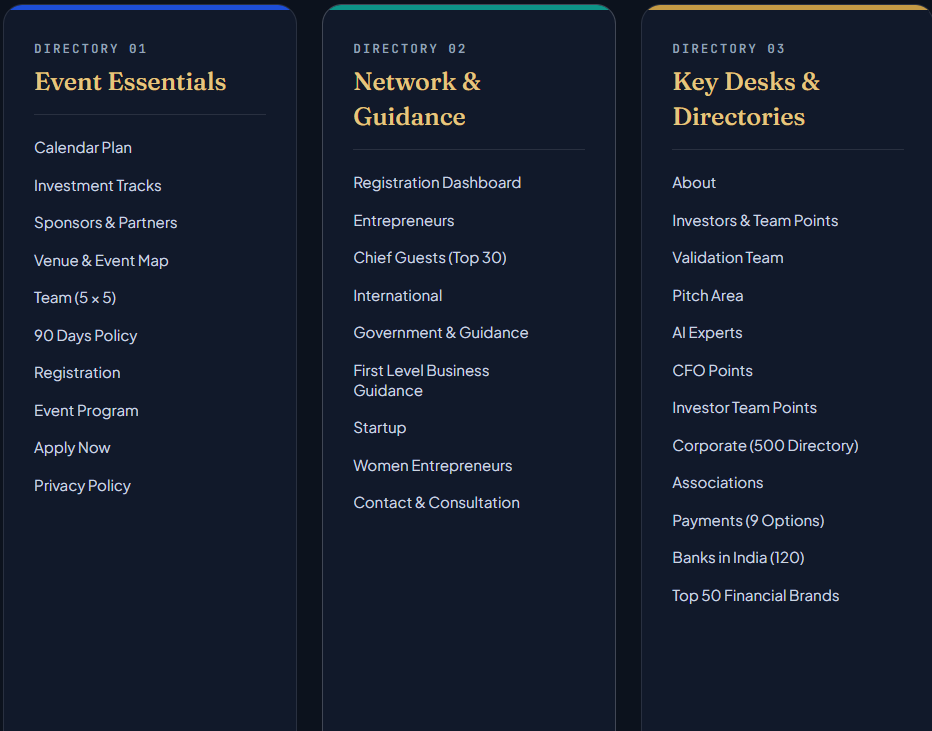 DIRECTORY 01
Event Essentials
Calendar Plan
Investment Tracks
Sponsors & Partners
Venue & Event Map
Team (5 × 5)
90 Days Policy
Registration
Event Program
Apply Now
Privacy Policy
DIRECTORY 02
Network &
Guidance
Registration Dashboard
Entrepreneurs
Chief Guests (Top 30)
International
Government & Guidance
First Level Business
Guidance
Startup
Women Entrepreneurs
Contact & Consultation
DIRECTORY 03
Key Desks &
Directories
About
Investors & Team Points
Validation Team
Pitch Area
AI Experts
CFO Points
Investor Team Points
Corporate (500 Directory)
Associations
Payments (9 Options)
Banks in India (120)
Top 50 Financial Brands